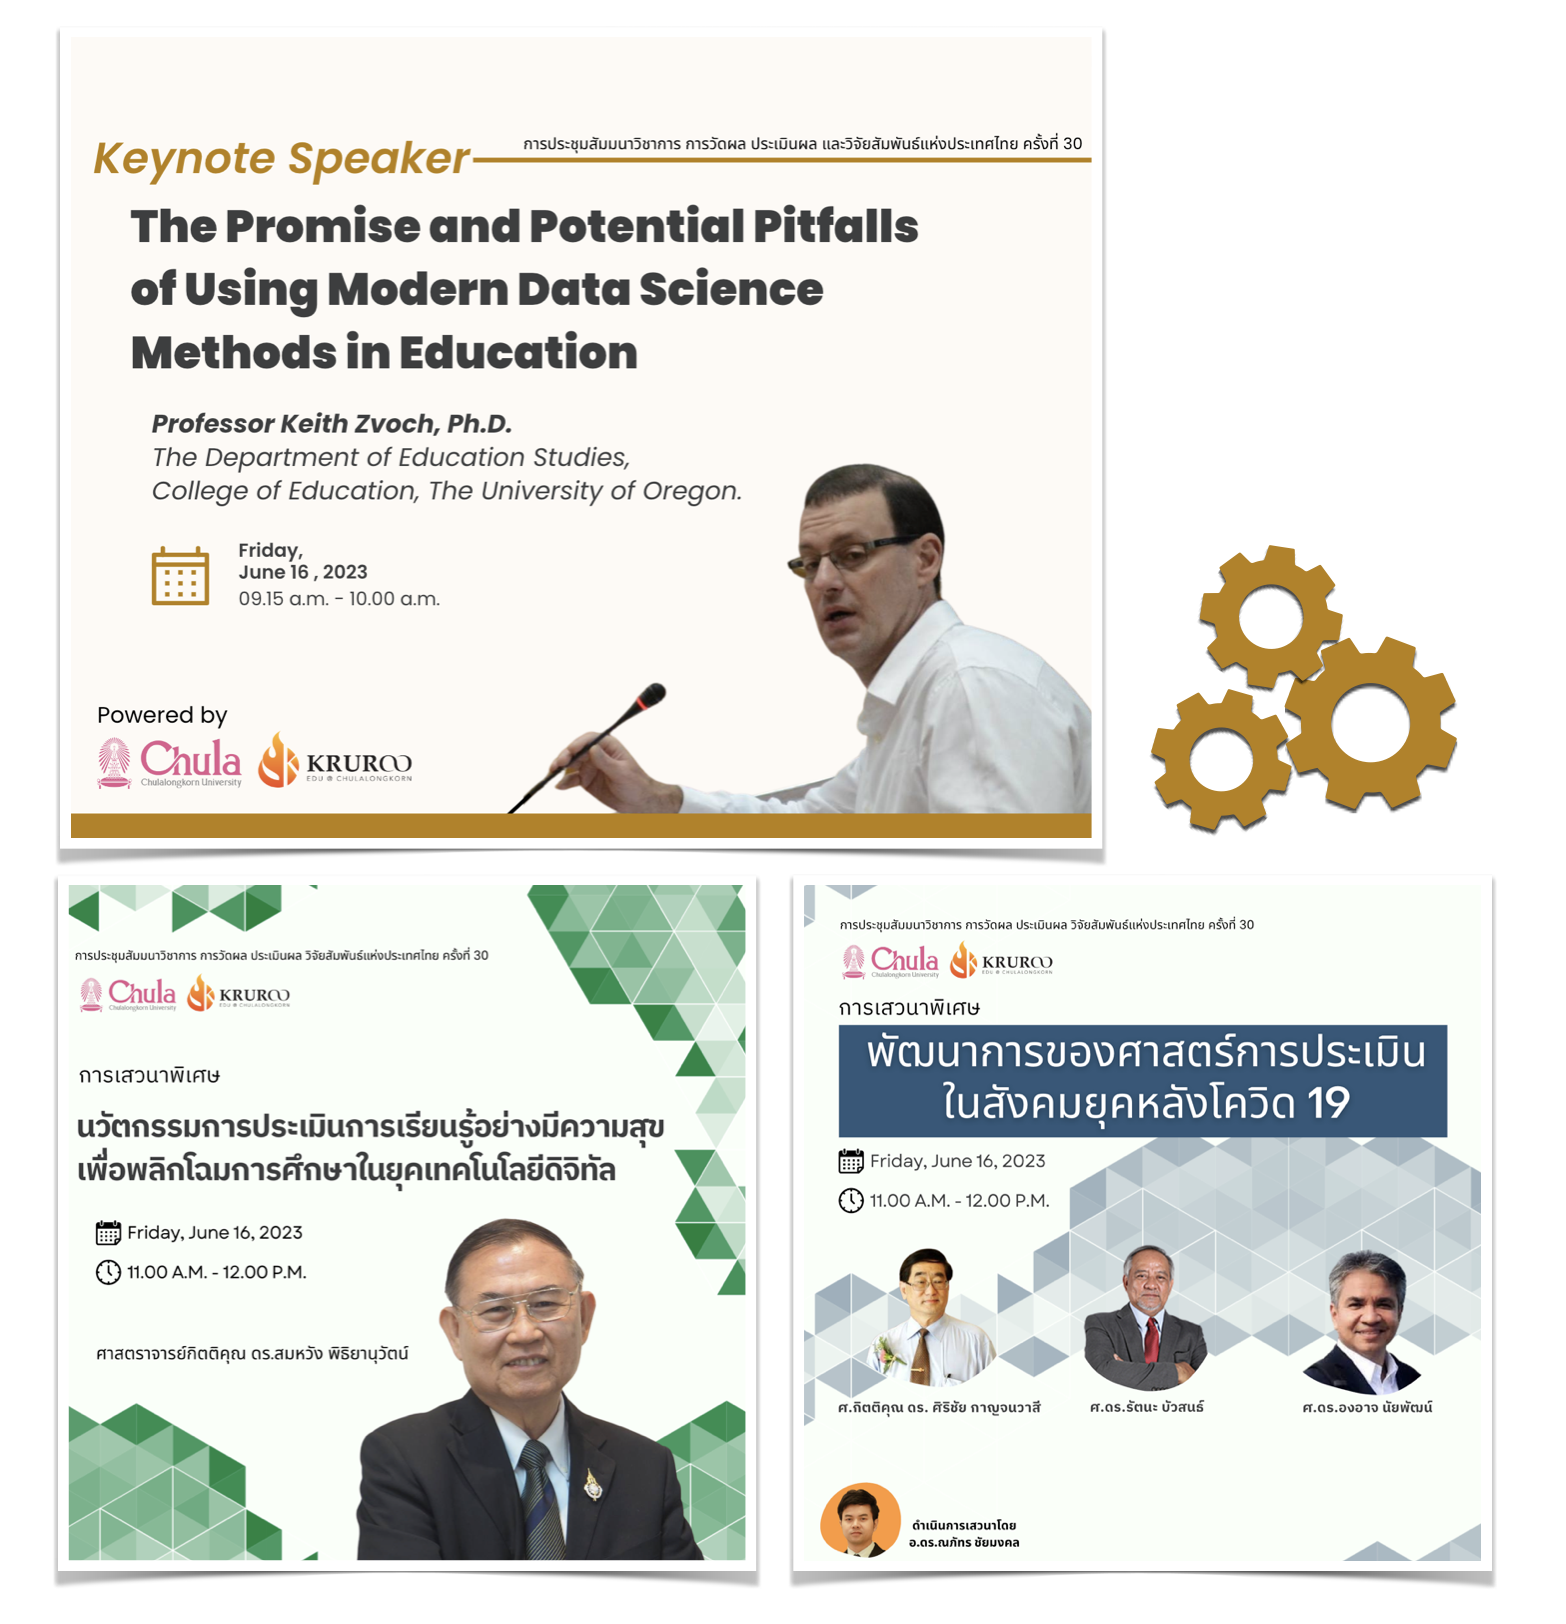 Keynote Speaker
การประชุมสัมมนาวิชาการ การวัดผล ประเมินผล และวิจัยสัมพันธ์แห่งประเทศไทย ครั้งที่ 30
The Promise and Potential Pitfalls
of Using Modern Data Science
Methods in Education
Professor Keith Zvoch, Ph.D.
The Department of Education Studies,
College of Education, The University of Oregon.
Friday,
June 16 , 2023
09.15 a.m. - 10.00 a.m.
Powered by
Chula
Chulalongkorn University
KRUROO
EDU @ CHULALONGKORN
การประชุมสัมมนาวิชาการ การวัดผล ประเมินผล วิจัยสัมพันธ์แห่งประเทศไทย ครั้งที่ 30
Chula
Chulalongkorn University
KRUROO
EDU @ CHULALONGKORN
การเสวนาพิเศษ
นวัตกรรมการประเมินการเรียนรู้อย่างมีความสุข
เพื่อพลิกโฉมการศึกษาในยุคเทคโนโลยีดิจิทัล
Friday, June 16, 2023
11.00 A.M. - 12.00 P.M.
ศาสตราจารย์กิตติคุณ ดร.สมหวัง พิธิยานุวัตน์
การประชุมสัมมนาวิชาการ การวัดผล ประเมินผล วิจัยสัมพันธ์แห่งประเทศไทย ครั้งที่ 30
Chula
Chulalongkorn University
KRUROO
EDU @ CHULALONGKORN
การเสวนาพิเศษ
พัฒนาการของศาสตร์การประเมิน
ในสังคมยุคหลังโควิด 19
Friday, June 16, 2023
11.00 A.M. - 12.00 P.M.
ศ.กิตติคุณ ดร. ศิริชัย กาญจนวาสี
ศ.ดร.รัตนะ บัวสนธ์
ศ.ดร.องอาจ นัยพัฒน์
ดำเนินการเสวนาโดย
อ.ดร.ณภัทร ชัยมงคล